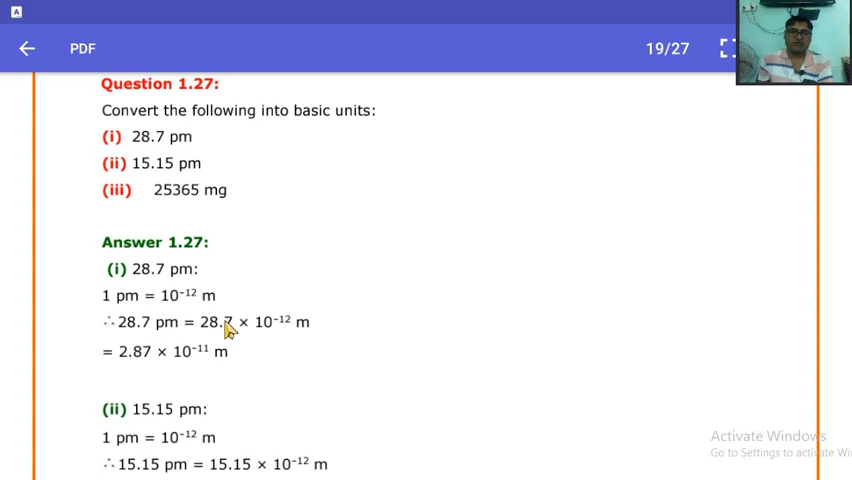 A
PDF
19/27
Question 1.27:
Convert the following into basic units:
(i) 28.7 pm
(ii) 15.15 pm
(iii) 25365 mg
Answer 1.27:
(i) 28.7 pm:
1 pm = 10⁻¹² m
∴ 28.7 pm = 28.7 × 10⁻¹² m
= 2.87 × 10⁻¹¹ m
(ii) 15.15 pm:
1 pm = 10⁻¹² m
∴ 15.15 pm = 15.15 × 10⁻¹² m
Activate Windows
Go to Settings to activate Wi